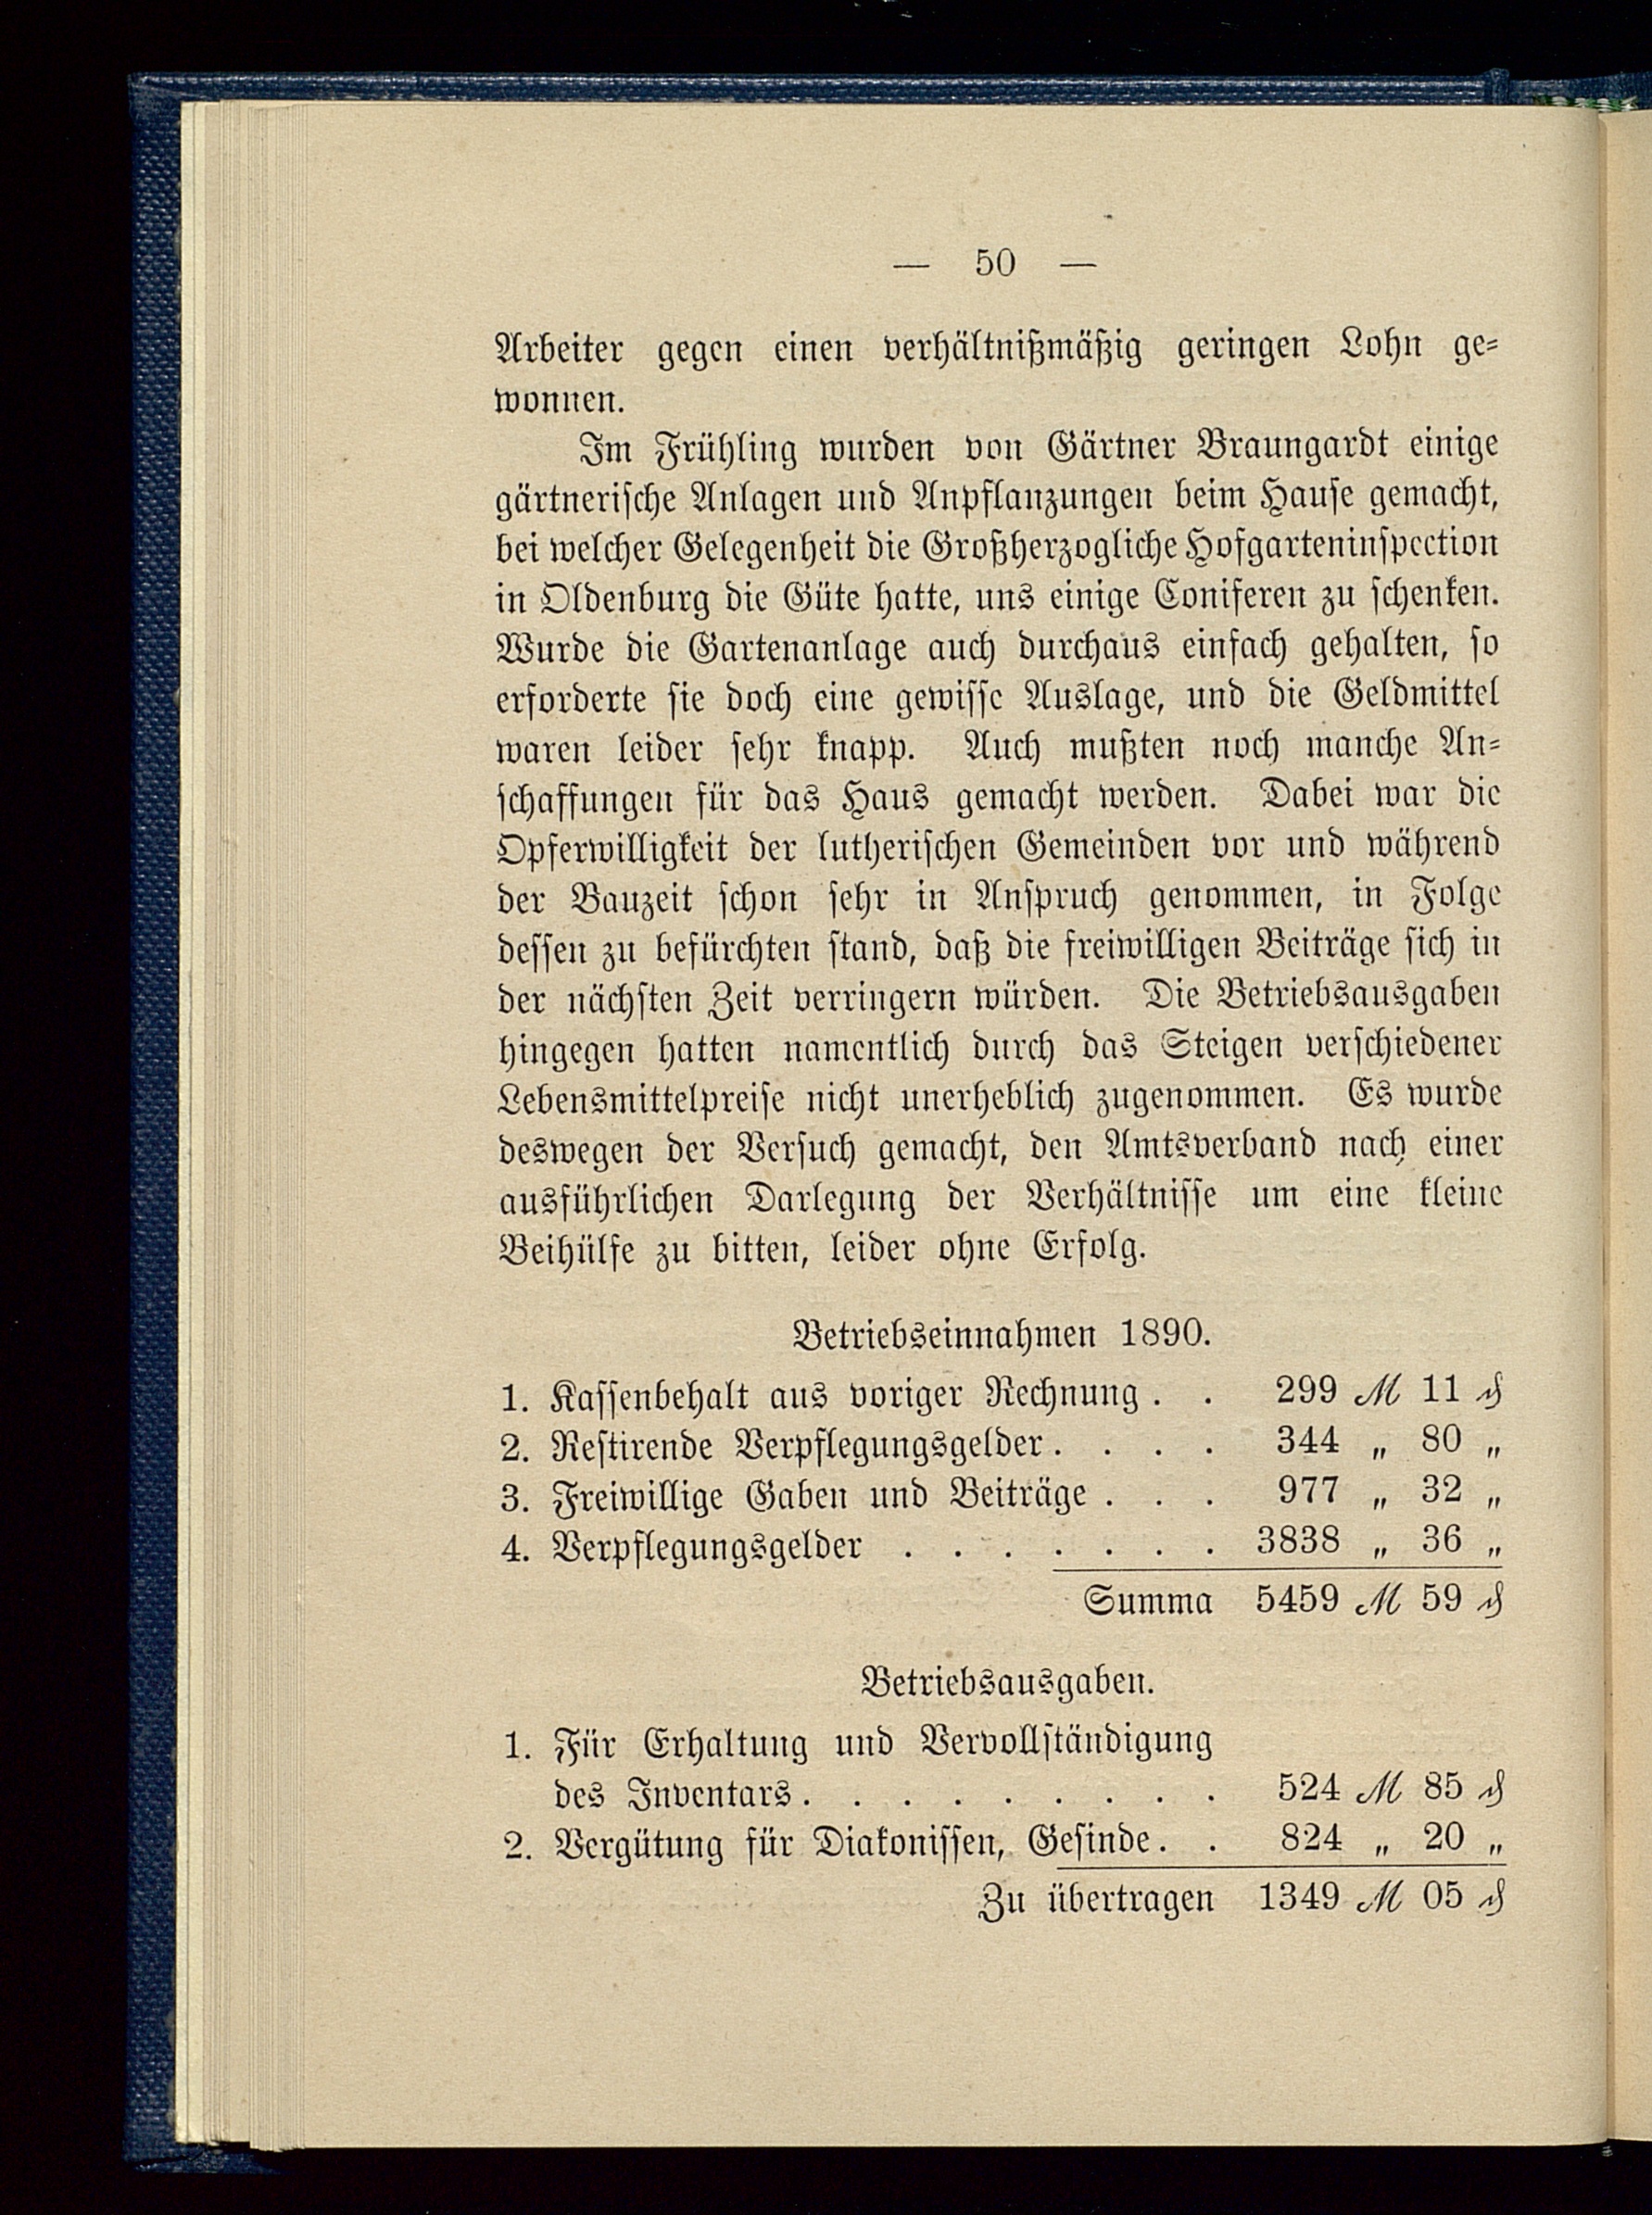 — 50 —
Arbeiter gegen einen verhältnißmäßig geringen Lohn ge-
wonnen.
Im Frühling wurden von Gärtner Braungardt einige
gärtnerische Anlagen und Anpflanzungen beim Hause gemacht,
bei welcher Gelegenheit die Großherzogliche Hofgarteninspection
in Oldenburg die Güte hatte, uns einige Coniferen zu schenken.
Wurde die Gartenanlage auch durchaus einfach gehalten, so
erforderte sie doch eine gewisse Auslage, und die Geldmittel
waren leider sehr knapp. Auch mußten noch manche An-
schaffungen für das Haus gemacht werden. Dabei war die
Opferwilligkeit der lutherischen Gemeinden vor und während
der Bauzeit schon sehr in Anspruch genommen, in Folge
dessen zu befürchten stand, daß die freiwilligen Beiträge sich in
der nächsten Zeit verringern würden. Die Betriebsausgaben
hingegen hatten namentlich durch das Steigen verschiedener
Lebensmittelpreise nicht unerheblich zugenommen. Es wurde
deswegen der Versuch gemacht, den Amtsverband nach einer
ausführlichen Darlegung der Verhältnisse um eine kleine
Beihülfe zu bitten, leider ohne Erfolg.
Betriebseinnahmen 1890.
1. Kassenbehalt aus voriger Rechnung . . 299 ℳ 11 ₰
2. Restirende Verpflegungsgelder . . . . 344 „ 80 „
3. Freiwillige Gaben und Beiträge . . . 977 „ 32 „
4. Verpflegungsgelder . . . . . . . 3838 „ 36 „
Summa 5459 ℳ 59 ₰
Betriebsausgaben.
1. Für Erhaltung und Vervollständigung
des Inventars . . . . . . . . . 524 ℳ 85 ₰
2. Vergütung für Diakonissen, Gesinde . . 824 „ 20 „
Zu übertragen 1349 ℳ 05 ₰